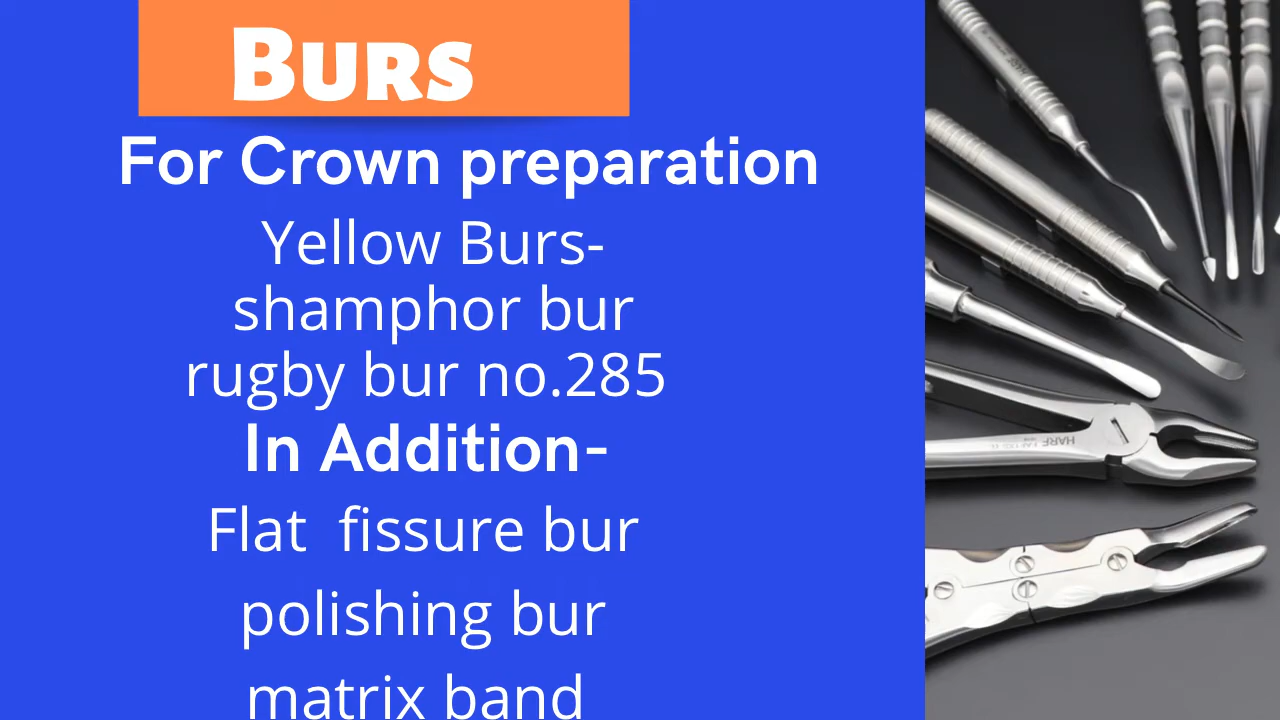 BURS
For Crown preparation
Yellow Burs-
shamphor bur
rugby bur no.285
In Addition-
Flat fissure bur
polishing bur
matrix band
HARF